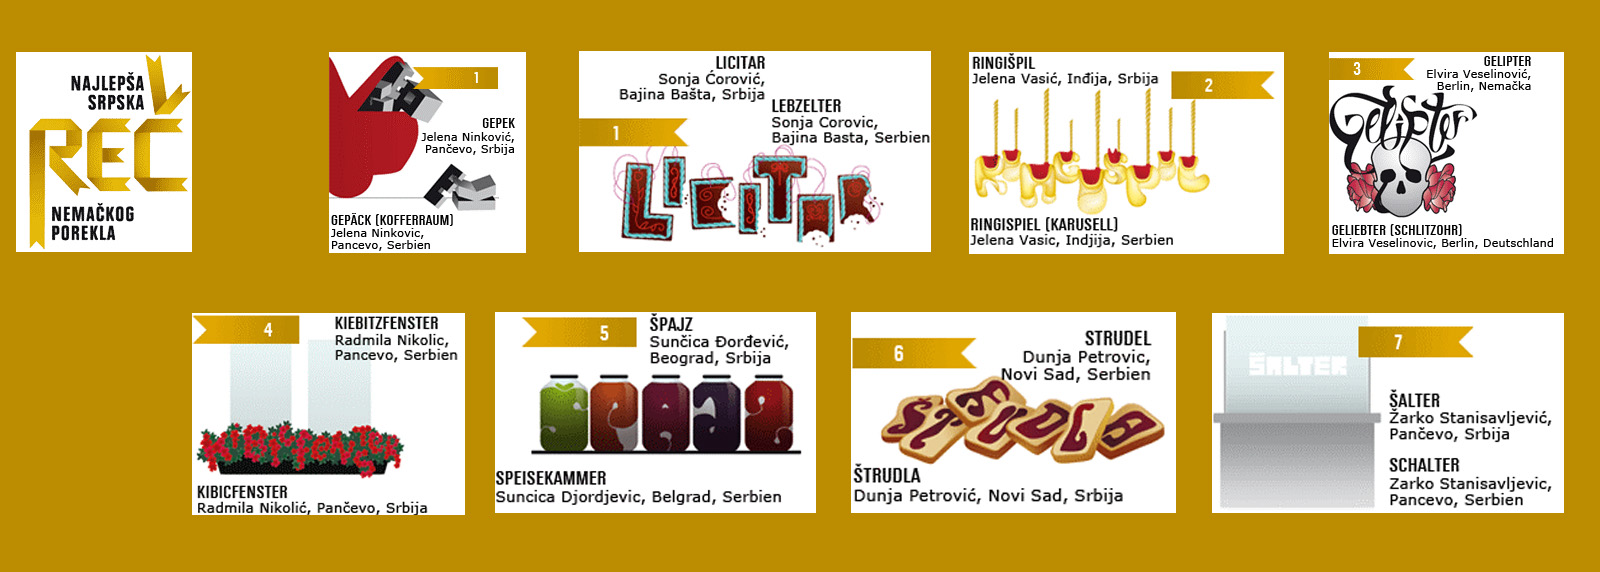 NAJLEPŠA
SRPSKA
REČ
NEMAČKOG
POREKLA
1
GEPEK
Jelena Ninković,
Pančevo, Srbija
GEPÄCK (KOFFERRAUM)
Jelena Ninkovic,
Pancevo, Serbien
LICITAR
Sonja Ćorović,
Bajina Bašta, Srbija
LEBZELTER
Sonja Corovic,
Bajina Basta, Serbien
1
LICITAR
RINGIŠPIL
Jelena Vasić, Inđija, Srbija
2
RINGIŠPIL
RINGISPIEL (KARUSELL)
Jelena Vasic, Indjija, Serbien
3
GELIPTER
Elvira Veselinović,
Berlin, Nemačka
Gelipter
GELIEBTER (SCHLITZOHR)
Elvira Veselinovic, Berlin, Deutschland
4
KIEBITZFENSTER
Radmila Nikolic,
Pancevo, Serbien
KIBICFENSTER
KIBICFENSTER
Radmila Nikolić, Pančevo, Srbija
5
ŠPAJZ
Sunčica Đorđević,
Beograd, Srbija
ŠPAJZ
SPEISEKAMMER
Suncica Djordjevic, Belgrad, Serbien
6
STRUDEL
Dunja Petrovic,
Novi Sad, Serbien
ŠTRUDLA
ŠTRUDLA
Dunja Petrović, Novi Sad, Srbija
7
ŠALTER
ŠALTER
Žarko Stanisavljević,
Pančevo, Srbija
SCHALTER
Zarko Stanisavljevic,
Pancevo, Serbien